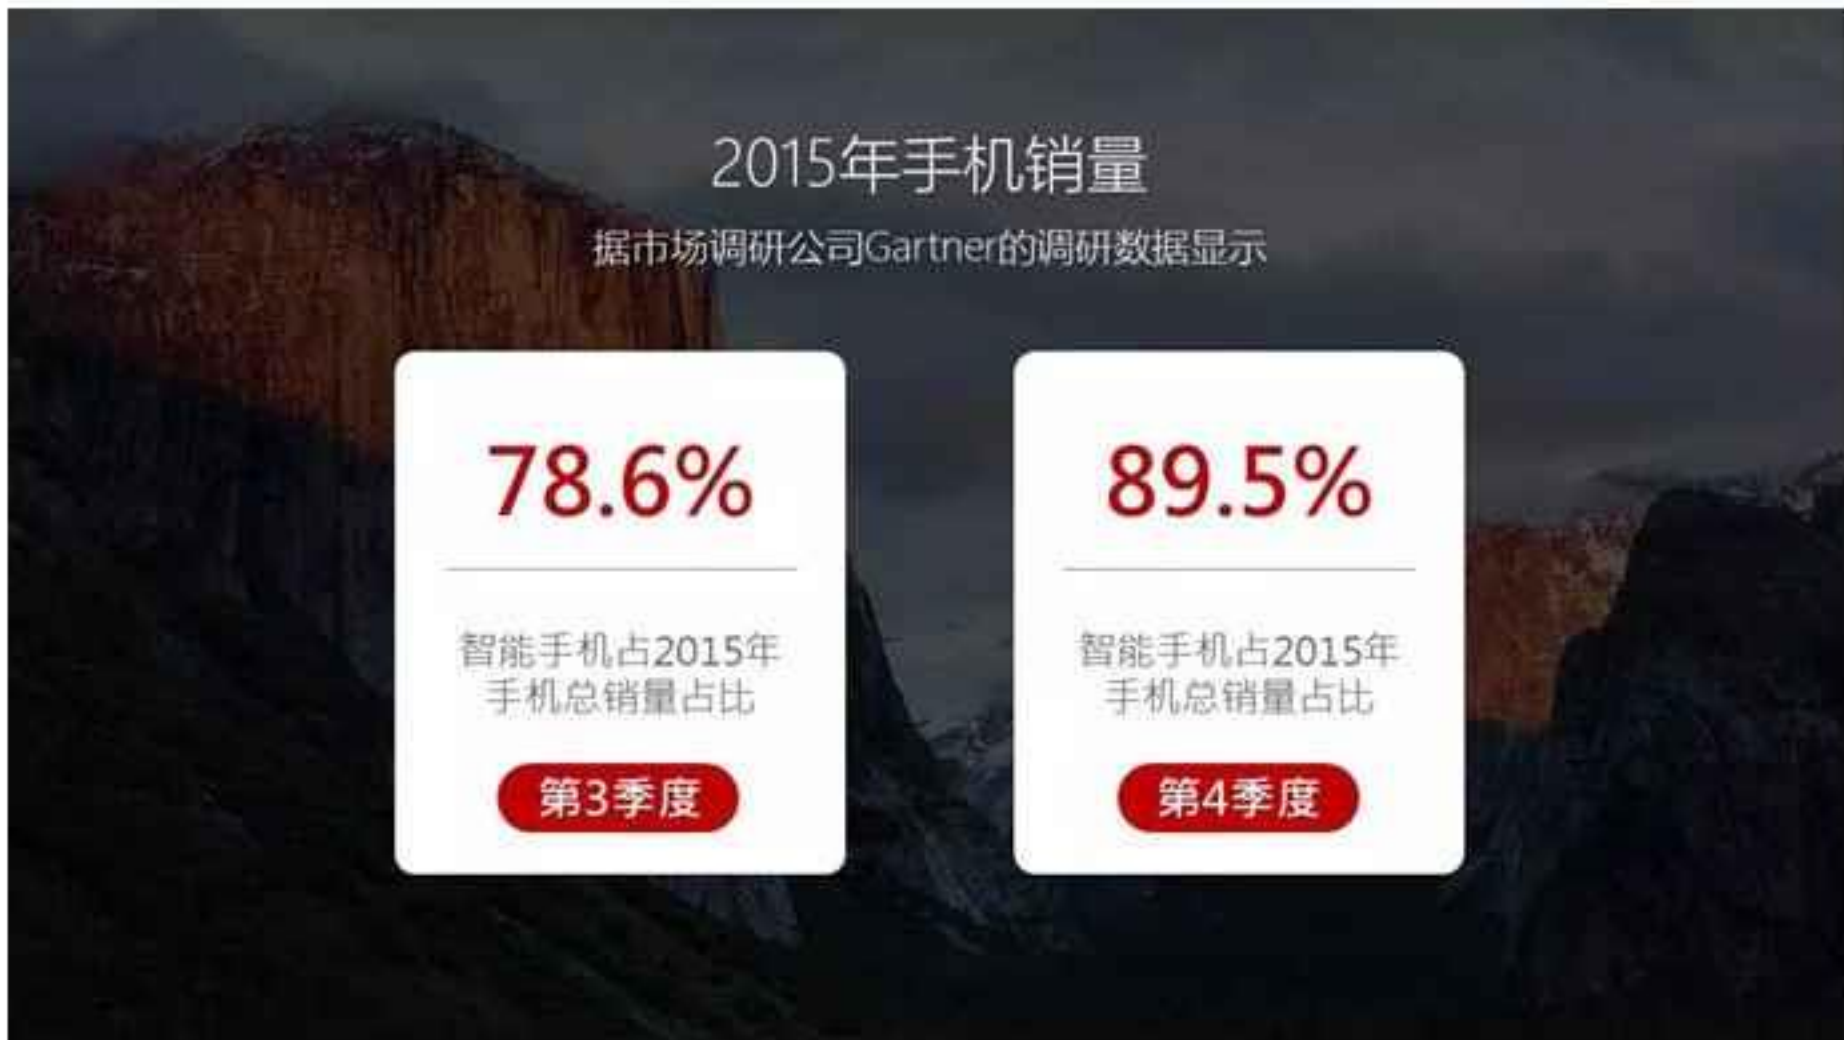 2015年手机销量
据市场调研公司Gartner的调研数据显示
78.6%
智能手机占2015年
手机总销量占比
第3季度
89.5%
智能手机占2015年
手机总销量占比
第4季度